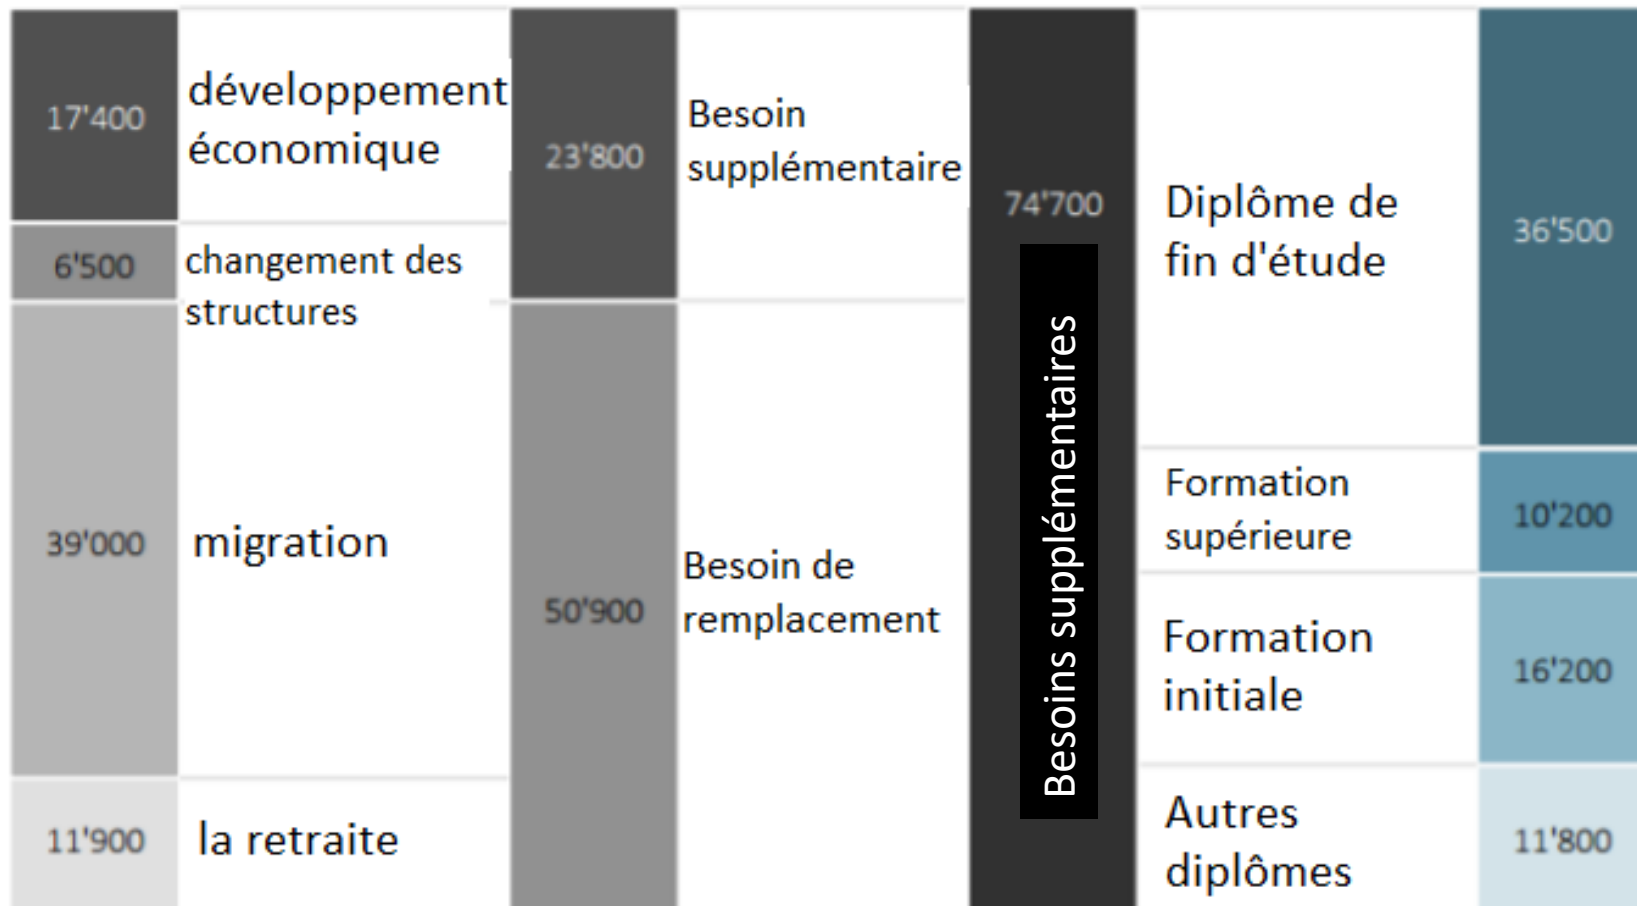 17'400
développement
économique
6'500
changement des
structures
39'000
migration
11'900
la retraite
23'800
Besoin
supplémentaire
50'900
Besoin de
remplacement
74'700
Besoins supplémentaires
Diplôme de
fin d'étude
36'500
Formation
supérieure
10'200
Formation
initiale
16'200
Autres
diplômes
11'800